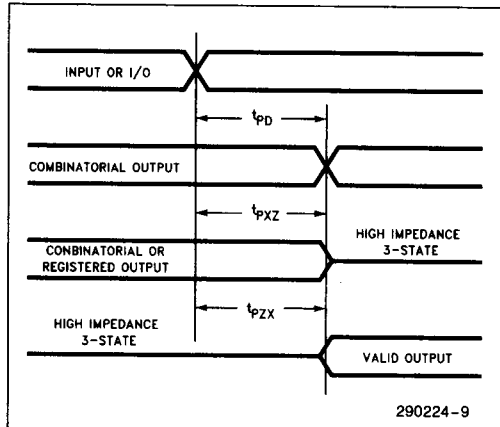 INPUT OR I/O
tPD
COMBINATORIAL OUTPUT
tPXZ
HIGH IMPEDANCE
3-STATE
CONBINATORIAL OR
REGISTERED OUTPUT
tPZX
HIGH IMPEDANCE
3-STATE
VALID OUTPUT
290224-9